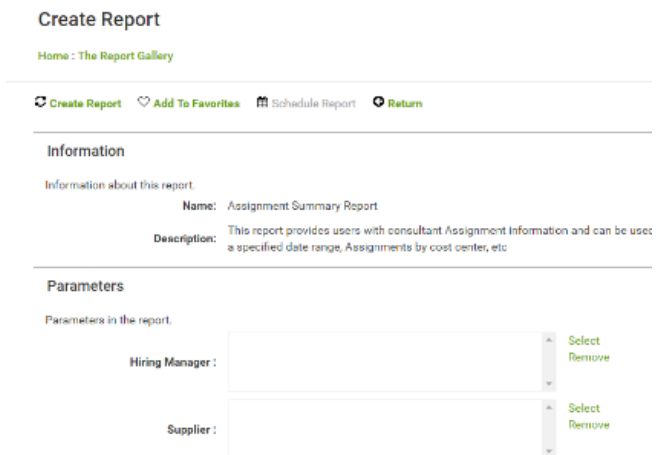 Create Report
Home : The Report Gallery
Create Report Add To Favorites Schedule Report Return
Information
Information about this report.
Name: Assignment Summary Report
Description: This report provides users with consultant Assignment information and can be used
a specified date range, Assignments by cost center, etc
Parameters
Parameters in the report.
Hiring Manager :
Select
Remove
Supplier :
Select
Remove